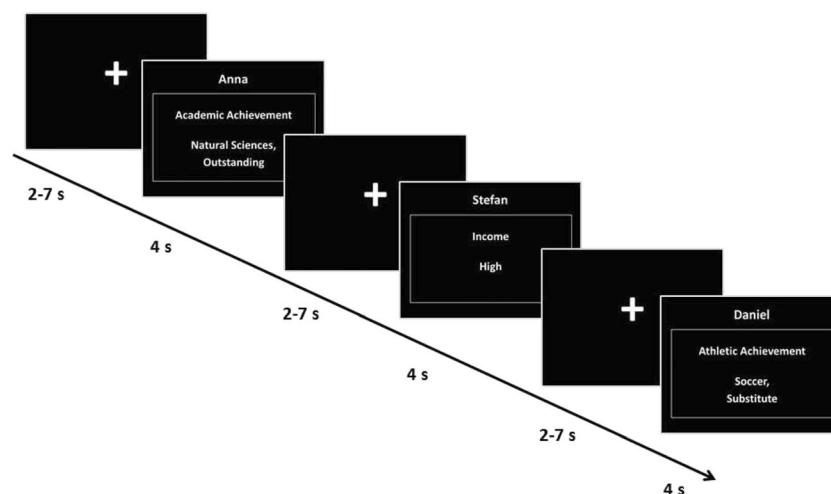 Anna
Academic Achievement
Natural Sciences,
Outstanding
2-7 s
4 s
Stefan
Income
High
2-7 s
4 s
Daniel
Athletic Achievement
Soccer,
Substitute
2-7 s
4 s